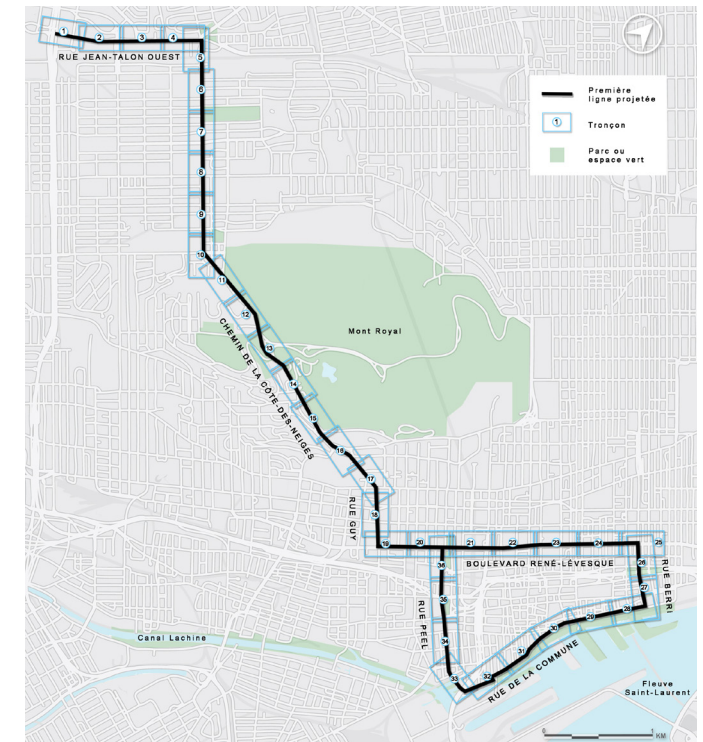 1
2
3
4
RUE JEAN-TALON OUEST
5
6
7
8
9
10
11
12
13
14
15
16
17
18
19
20
21
22
23
24
25
26
27
28
29
30
31
32
33
34
35
36
Première
ligne projetée
1
Tronçon
Parc ou
espace vert
Mont Royal
CHEMIN DE LA CÔTE-DES-NEIGES
RUE GUY
BOULEVARD RENÉ-LÉVESQUE
RUE BERRI
RUE PEEL
RUE DE LA COMMUNE
Canal Lachine
Fleuve
Saint-Laurent
0 1 KM